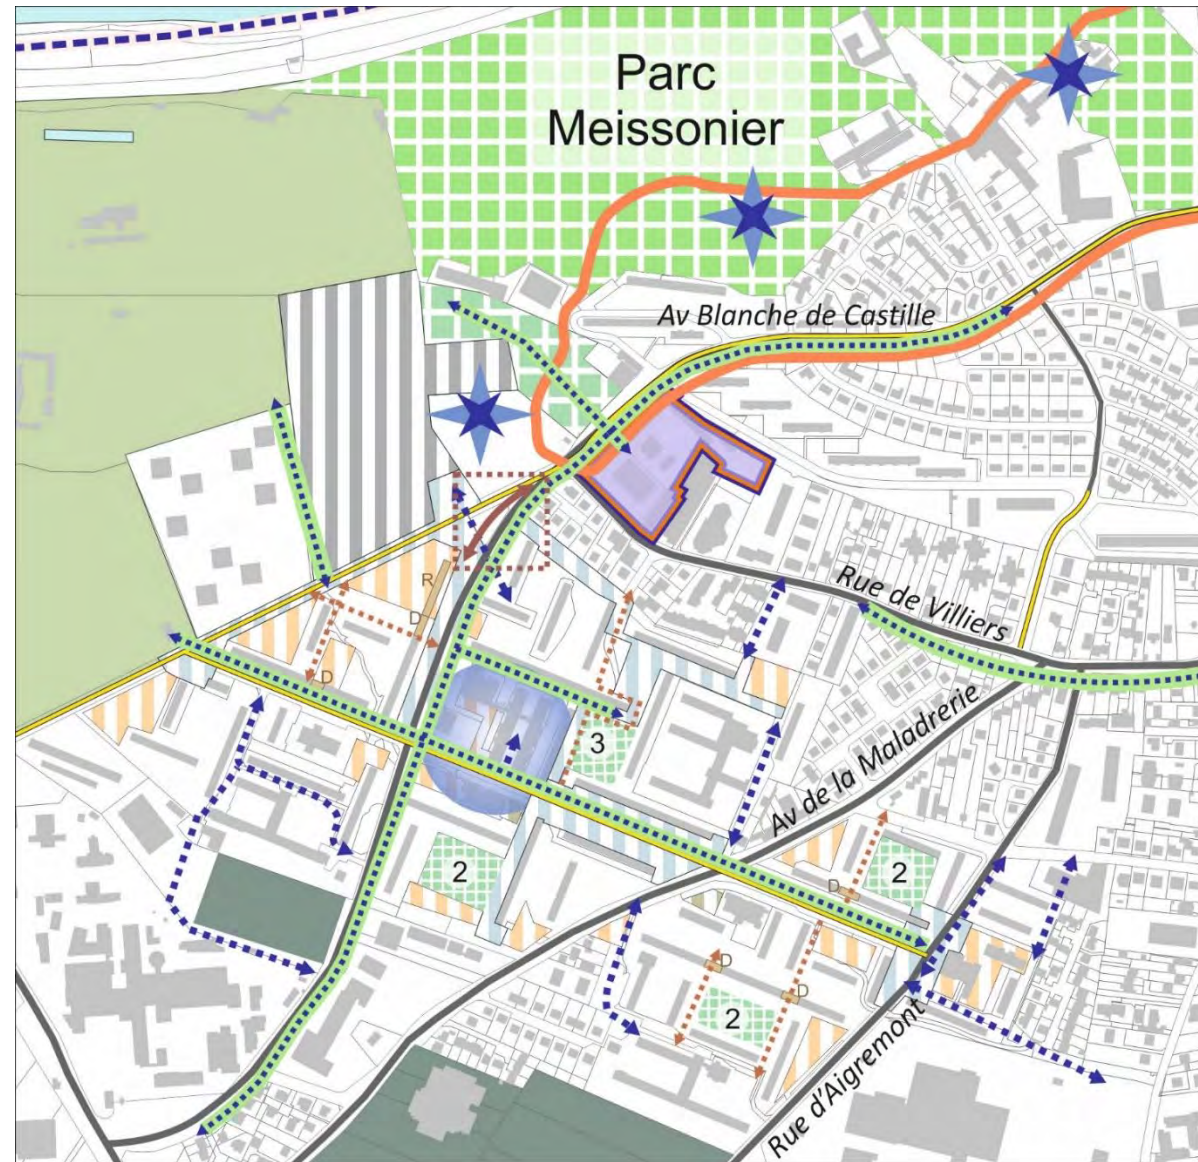 Parc
Meissonier
Av Blanche de Castille
R
Rue de Villiers
D
D
3
Av de la Maladrerie
2
2
D
D
D
2
Rue d'Aigremont